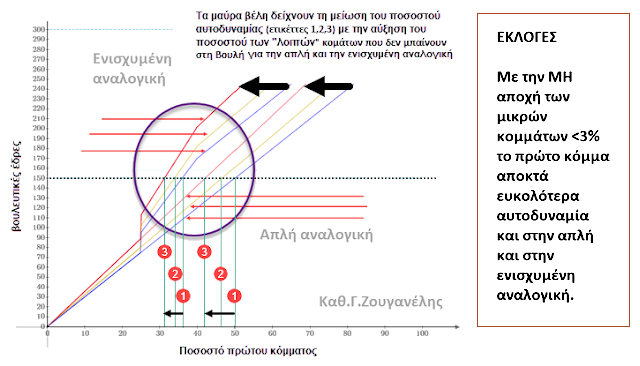 Τα μαύρα βέλη δείχνουν τη μείωση του ποσοστού
αυτοδυναμίας (ετικέττες 1,2,3) με την αύξηση του
ποσοστού των "λοιπών" κομάτων που δεν μπαίνουν
στη Βουλή για την απλή και την ενισχυμένη αναλογική
Ενισχυμένη
αναλογική
βουλευτικές έδρες
300
290
280
270
260
250
240
230
220
210
200
190
180
170
160
150
140
130
120
110
100
90
80
70
60
50
40
30
20
10
0
Απλή αναλογική
3
3
2
2
1
1
Καθ.Γ.Ζουγανέλης
0 10 20 30 40 50 60 70 80 90 100
Ποσοστό πρώτου κόμματος
ΕΚΛΟΓΕΣ
Με την ΜΗ
αποχή των
μικρών
κομμάτων <3%
το πρώτο κόμμα
αποκτά
ευκολότερα
αυτοδυναμία
και στην απλή
και στην
ενισχυμένη
αναλογική.